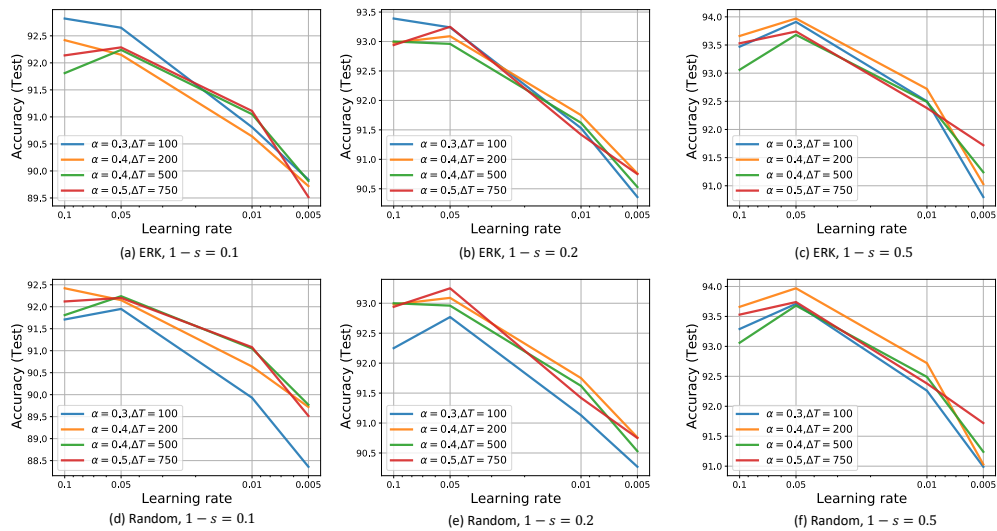 92.5
92.0
91.5
91.0
90.5
90.0
89.5
Accuracy (Test)
α = 0.3,ΔT = 100
α = 0.4,ΔT = 200
α = 0.4,ΔT = 500
α = 0.5,ΔT = 750
0.1
0.05
0.01
0.005
Learning rate
(a) ERK, 1 − s = 0.1
93.5
93.0
92.5
92.0
91.5
91.0
90.5
Accuracy (Test)
α = 0.3,ΔT = 100
α = 0.4,ΔT = 200
α = 0.4,ΔT = 500
α = 0.5,ΔT = 750
0.1
0.05
0.01
0.005
Learning rate
(b) ERK, 1 − s = 0.2
94.0
93.5
93.0
92.5
92.0
91.5
91.0
Accuracy (Test)
α = 0.3,ΔT = 100
α = 0.4,ΔT = 200
α = 0.4,ΔT = 500
α = 0.5,ΔT = 750
0.1
0.05
0.01
0.005
Learning rate
(c) ERK, 1 − s = 0.5
92.5
92.0
91.5
91.0
90.5
90.0
89.5
89.0
88.5
Accuracy (Test)
α = 0.3,ΔT = 100
α = 0.4,ΔT = 200
α = 0.4,ΔT = 500
α = 0.5,ΔT = 750
0.1
0.05
0.01
0.005
Learning rate
(d) Random, 1 − s = 0.1
93.0
92.5
92.0
91.5
91.0
90.5
Accuracy (Test)
α = 0.3,ΔT = 100
α = 0.4,ΔT = 200
α = 0.4,ΔT = 500
α = 0.5,ΔT = 750
0.1
0.05
0.01
0.005
Learning rate
(e) Random, 1 − s = 0.2
94.0
93.5
93.0
92.5
92.0
91.5
91.0
Accuracy (Test)
α = 0.3,ΔT = 100
α = 0.4,ΔT = 200
α = 0.4,ΔT = 500
α = 0.5,ΔT = 750
0.1
0.05
0.01
0.005
Learning rate
(f) Random, 1 − s = 0.5